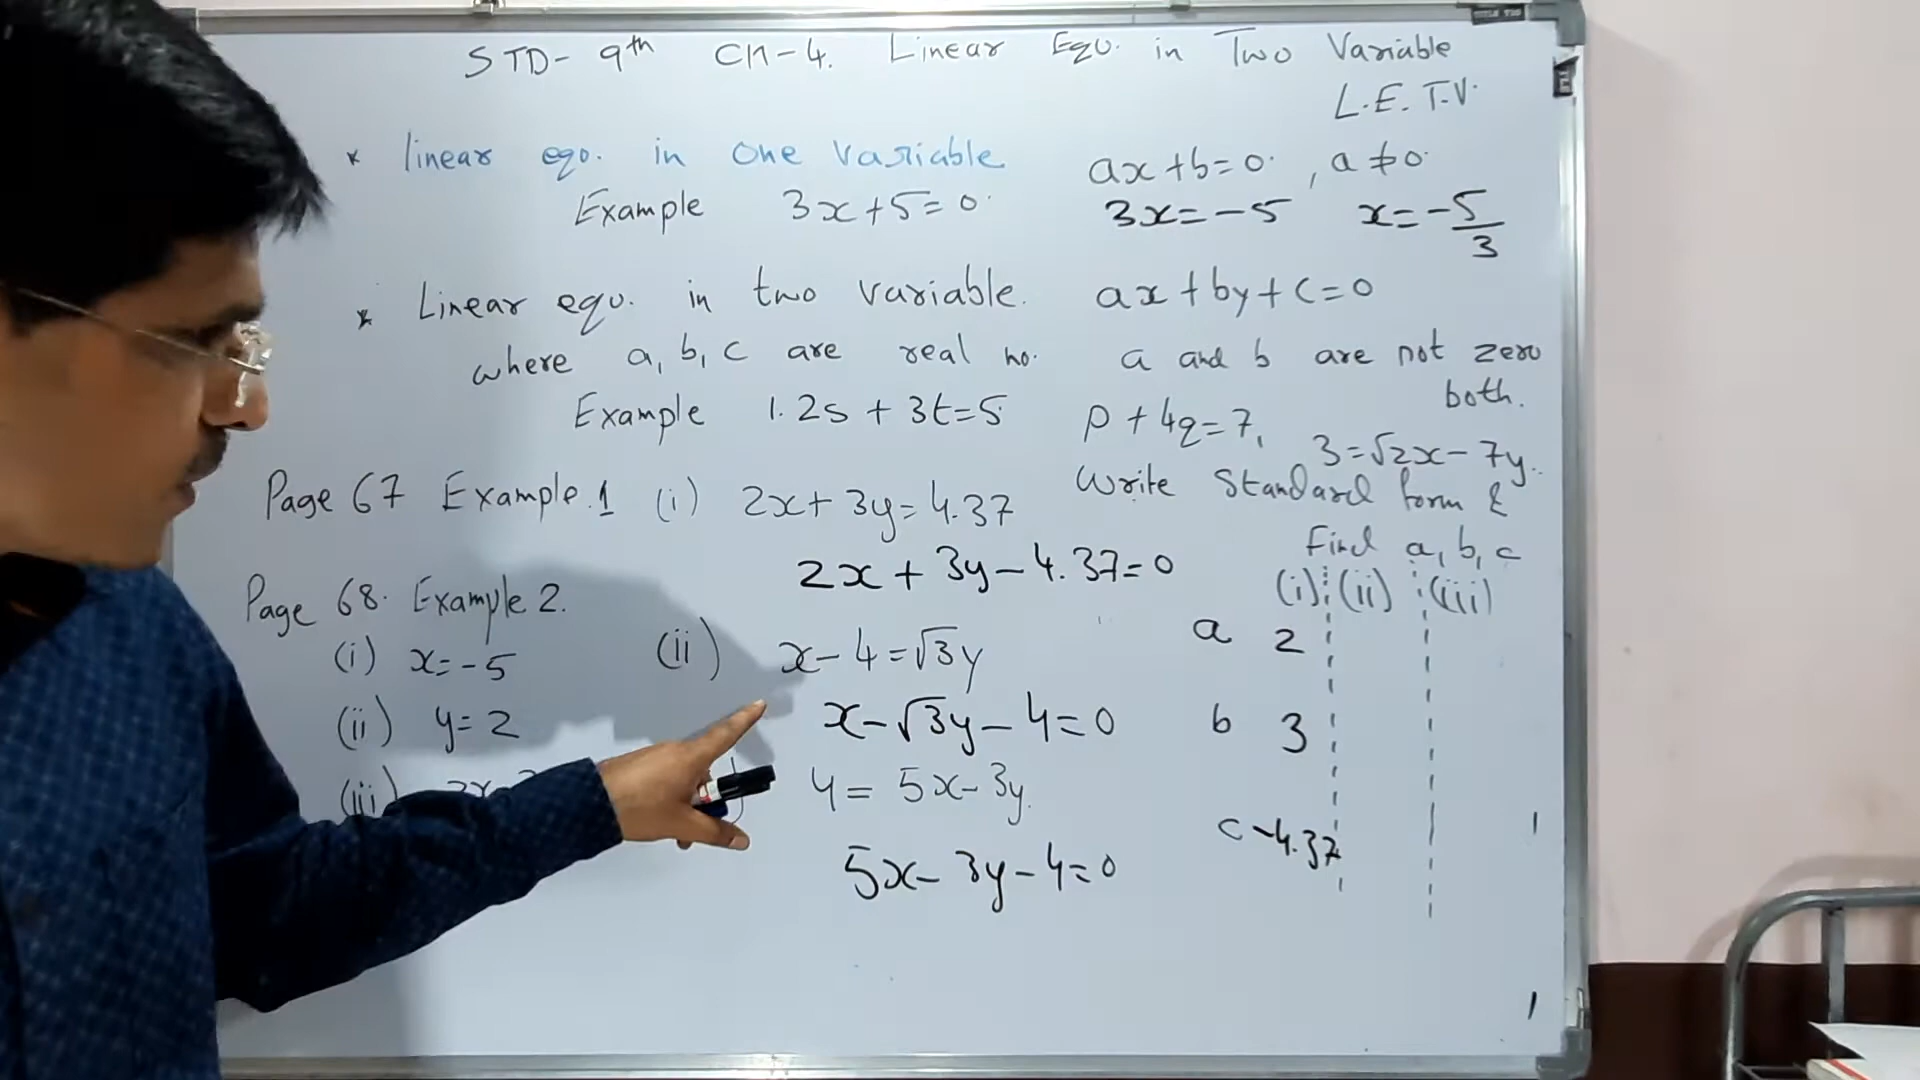 STD- 9th CH-4. Linear Equ. in Two Variable
L.E.T.V.
* linear eqo. in one variable ax+b=0. , a≠0.
Example 3x+5=0. 3x=-5 x=-5/3
* Linear equ. in two variable. ax+by+c=0
where a, b, c are real no. a and b are not zero both.
Example 1.2s + 3t=5 p + 4q=7, 3=√2x-7y.
Page 67 Example.1 (i) 2x+3y=4.37 Write Standard form &
Find a, b, c
2x+3y-4.37=0
(i) (ii) (iii)
Page 68. Example 2.
(i) x=-5 (ii) x-4=√3y a 2
(ii) y=2 x-√3y-4=0 b 3
(iii) 4=5x-3y.
c -4.37
5x-3y-4=0